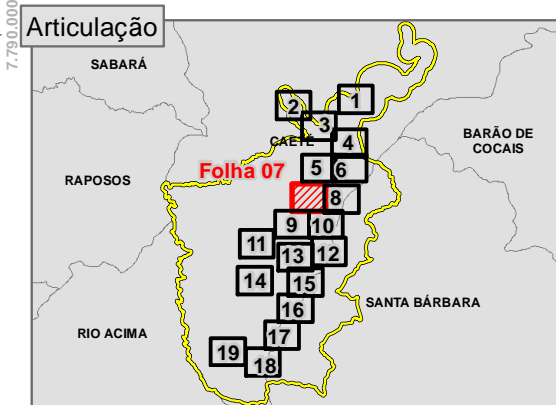 7.790.000
Articulação
SABARÁ
1
2
3
CAETÉ
4
BARÃO DE
COCAIS
5
6
Folha 07
RAPOSOS
8
9
10
11
12
13
14
15
SANTA BÁRBARA
16
RIO ACIMA
17
19
18